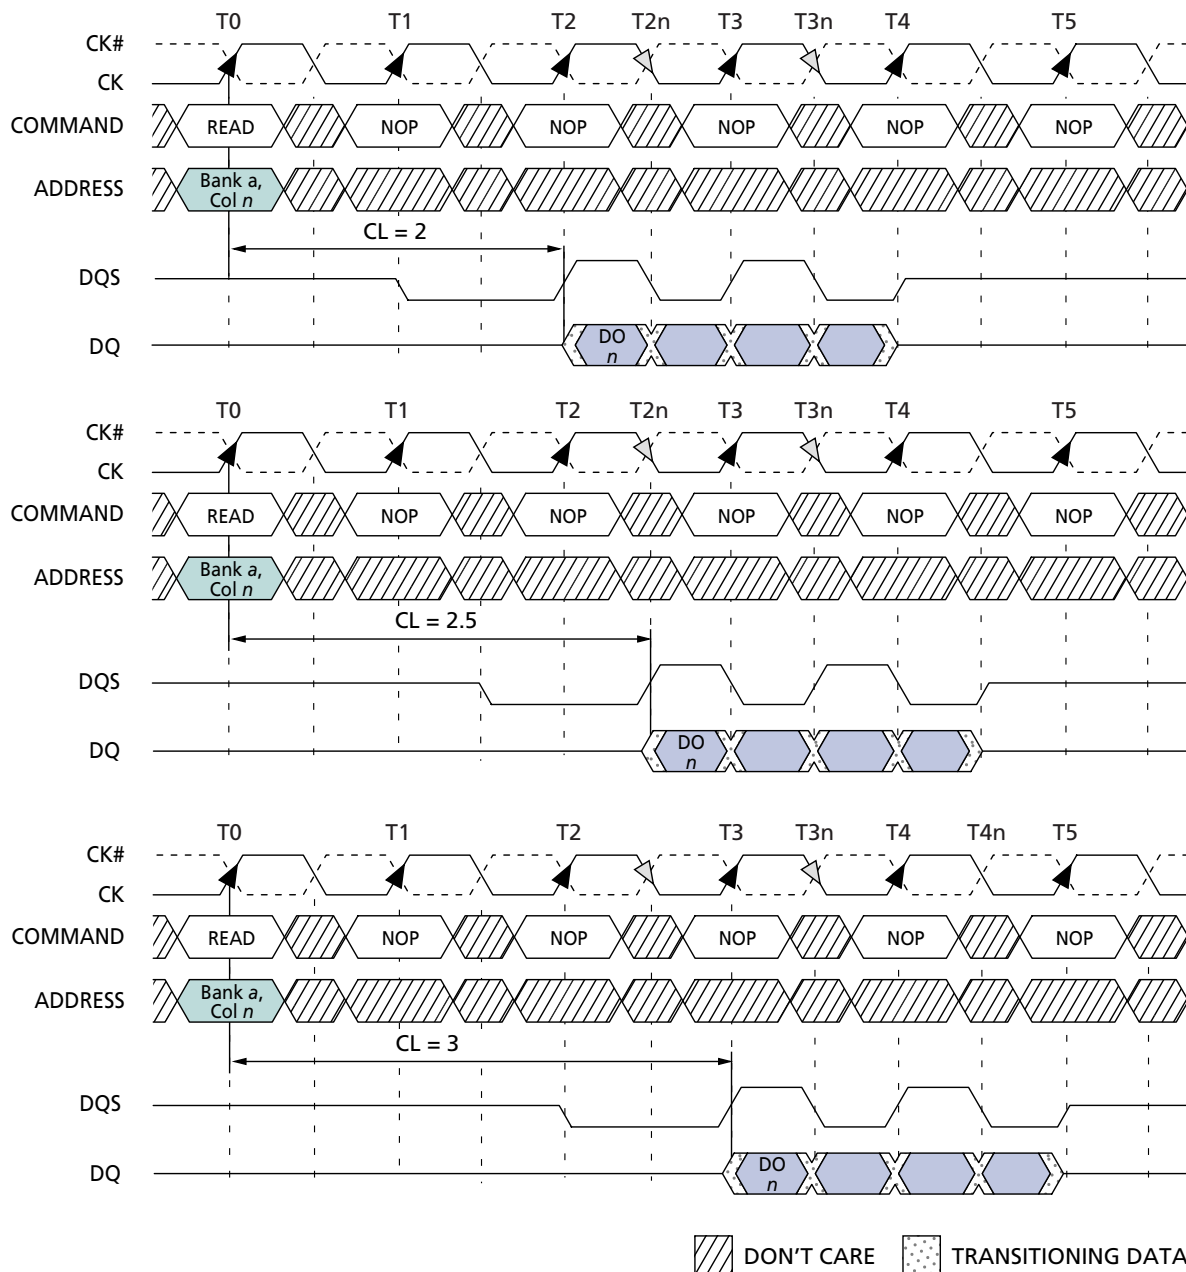 T0 T1 T2 T2n T3 T3n T4 T5
CK#
CK
COMMAND READ NOP NOP NOP NOP NOP
ADDRESS Bank a,
Col n
CL = 2
DQS
DQ DO
n
T0 T1 T2 T2n T3 T3n T4 T5
CK#
CK
COMMAND READ NOP NOP NOP NOP NOP
ADDRESS Bank a,
Col n
CL = 2.5
DQS
DQ DO
n
T0 T1 T2 T3 T3n T4 T4n T5
CK#
CK
COMMAND READ NOP NOP NOP NOP NOP
ADDRESS Bank a,
Col n
CL = 3
DQS
DQ DO
n
DON'T CARE TRANSITIONING DATA